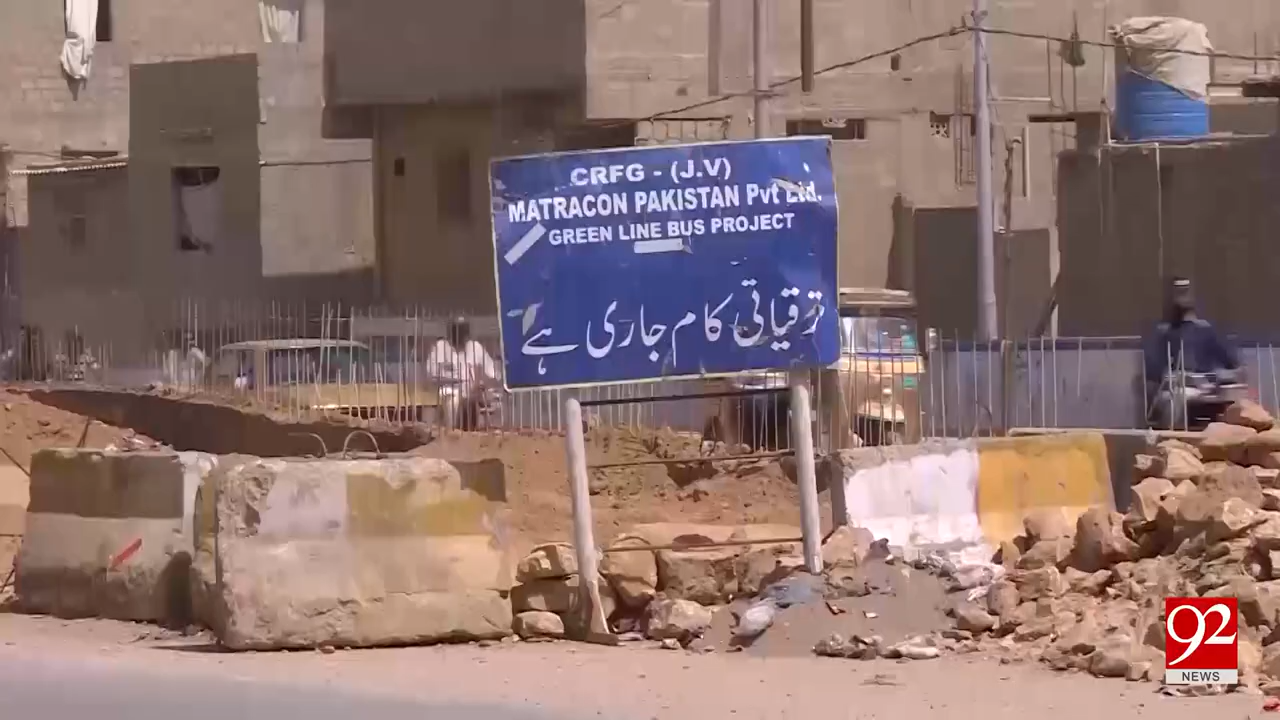 CRFG - (J.V)
MATRACON PAKISTAN Pvt Ltd.
GREEN LINE BUS PROJECT
ترقیاتی کام جاری ہے
92
NEWS